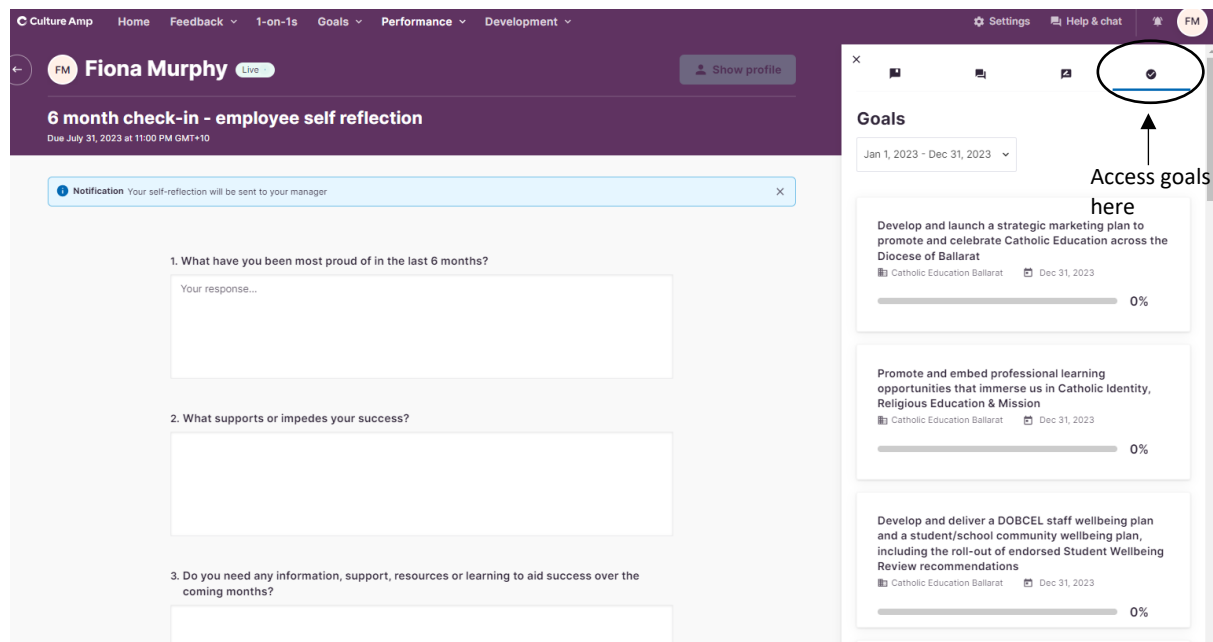 Culture Amp Home Feedback 1-on-1s Goals Performance Development Settings Help & chat FM
FM Fiona Murphy Live Show profile
6 month check-in - employee self reflection
Due July 31, 2023 at 11:00 PM GMT+10
Notification Your self-reflection will be sent to your manager
1. What have you been most proud of in the last 6 months?
Your response...
2. What supports or impedes your success?
3. Do you need any information, support, resources or learning to aid success over the
coming months?
Goals
Jan 1, 2023 - Dec 31, 2023
Access goals
here
Develop and launch a strategic marketing plan to
promote and celebrate Catholic Education across the
Diocese of Ballarat
Catholic Education Ballarat Dec 31, 2023
0%
Promote and embed professional learning
opportunities that immerse us in Catholic Identity,
Religious Education & Mission
Catholic Education Ballarat Dec 31, 2023
0%
Develop and deliver a DOBCEL staff wellbeing plan
and a student/school community wellbeing plan,
including the roll-out of endorsed Student Wellbeing
Review recommendations
Catholic Education Ballarat Dec 31, 2023
0%